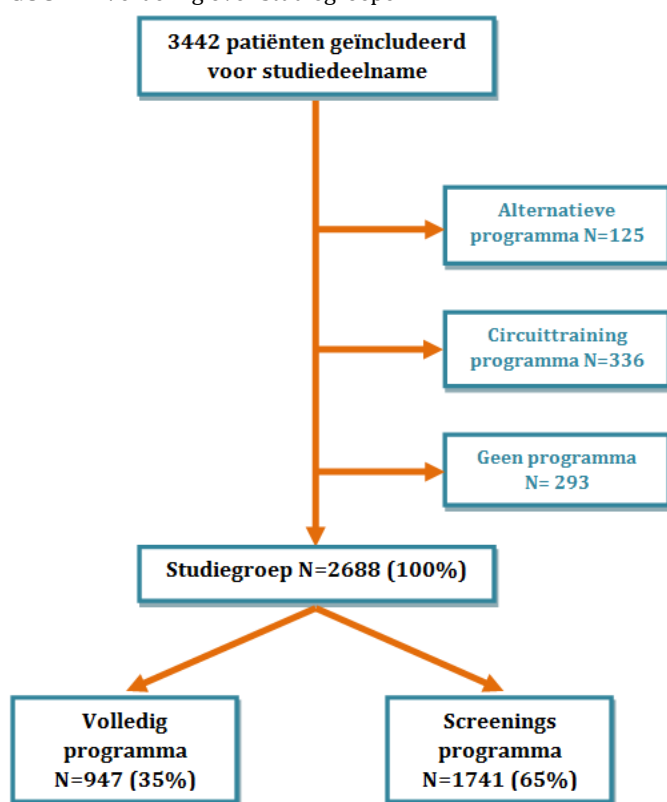 3442 patiënten geïncludeerd
voor studiedeelname
Alternatieve
programma N=125
Circuittraining
programma N=336
Geen programma
N= 293
Studiegroep N=2688 (100%)
Volledig
programma
N=947 (35%)
Screenings
programma
N=1741 (65%)